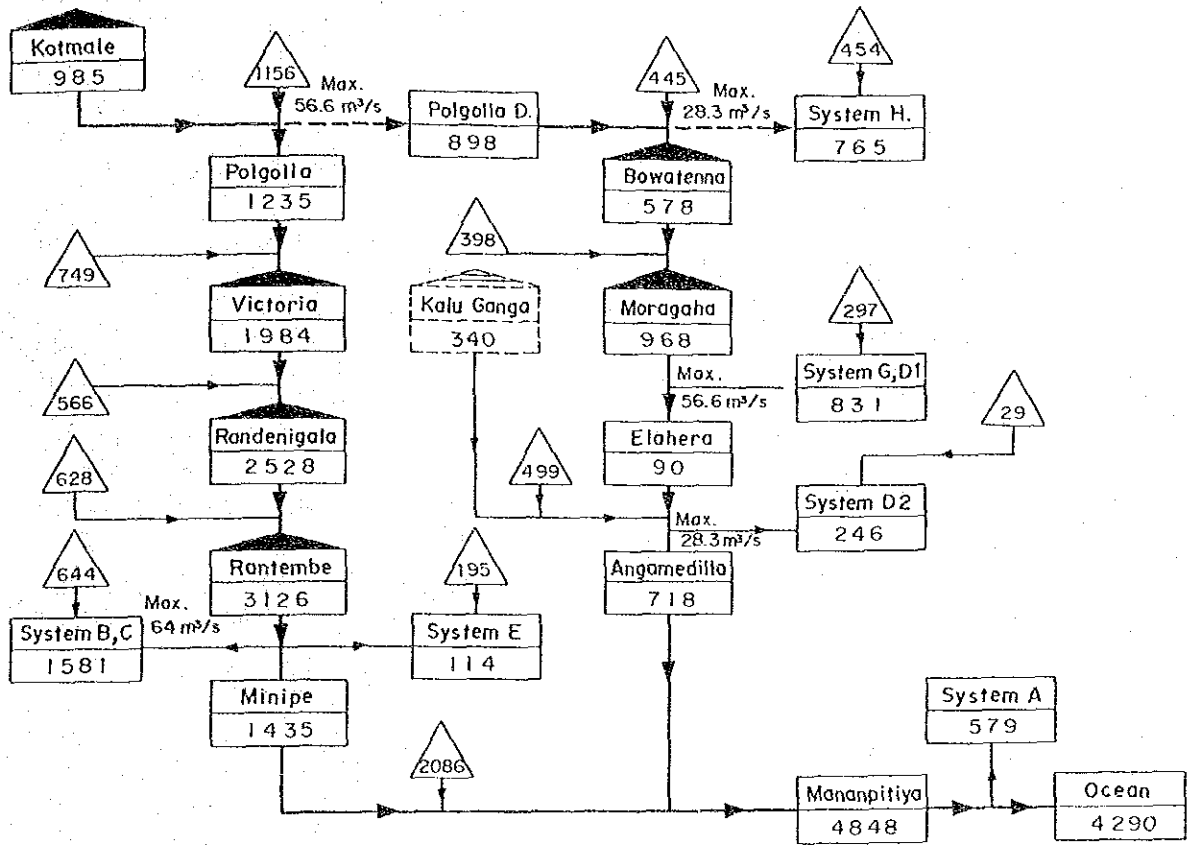 Kotmale
985
1156
Max.
56.6 m³/s
Polgolla D.
898
445
Max.
28.3 m³/s
454
System H.
765
Polgolla
1235
Bowatenna
578
749
398
Victoria
1984
Kalu Ganga
340
Moragaha
968
297
Max.
56.6 m³/s
System G,D1
831
29
566
Randenigala
2528
Elahera
90
628
499
Max.
28.3 m³/s
System D2
246
644
Max.
64 m³/s
Rantembe
3126
195
Angamedilla
718
System B,C
1581
System E
114
Minipe
1435
System A
579
2086
Mananpitiya
4848
Ocean
4290